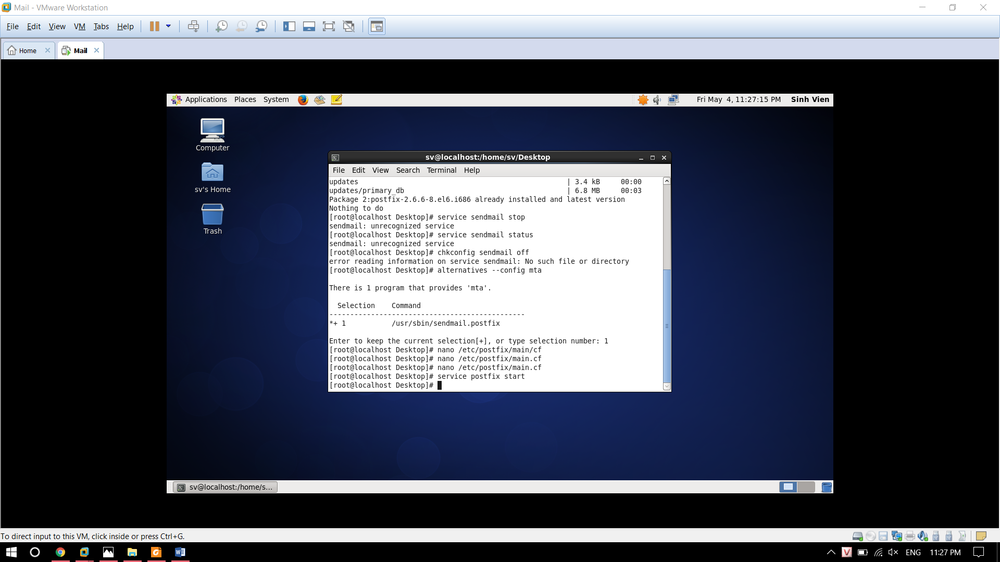 Mail - VMware Workstation
File Edit View VM Tabs Help
Home Mail
Applications Places System Fri May 4, 11:27:15 PM Sinh Vien
Computer
sv's Home
Trash
sv@localhost:/home/sv/Desktop
File Edit View Search Terminal Help
updates | 3.4 kB 00:00
updates/primary_db | 6.8 MB 00:03
Package 2:postfix-2.6.6-8.el6.i686 already installed and latest version
Nothing to do
[root@localhost Desktop]# service sendmail stop
sendmail: unrecognized service
[root@localhost Desktop]# service sendmail status
sendmail: unrecognized service
[root@localhost Desktop]# chkconfig sendmail off
error reading information on service sendmail: No such file or directory
[root@localhost Desktop]# alternatives --config mta
There is 1 program that provides 'mta'.
Selection Command
-----------------------------------------------
*+ 1 /usr/sbin/sendmail.postfix
Enter to keep the current selection[+], or type selection number: 1
[root@localhost Desktop]# nano /etc/postfix/main/cf
[root@localhost Desktop]# nano /etc/postfix/main.cf
[root@localhost Desktop]# nano /etc/postfix/main.cf
[root@localhost Desktop]# service postfix start
[root@localhost Desktop]#
sv@localhost:/home/s...
To direct input to this VM, click inside or press Ctrl+G.
ENG 11:27 PM